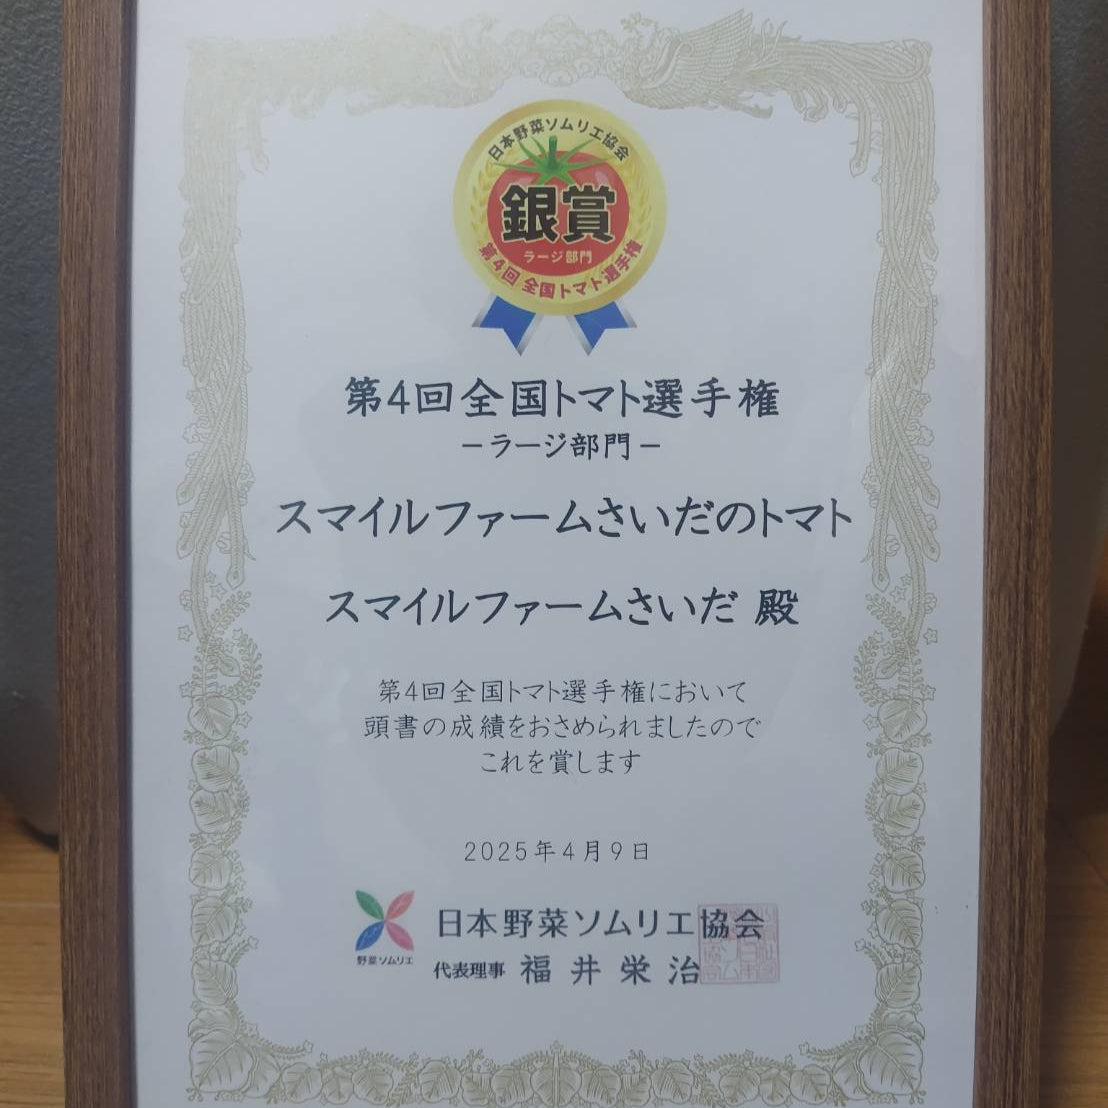 日本野菜ソムリエ協会
銀賞
ラージ部門
第4回 全国トマト選手権
第4回全国トマト選手権
－ラージ部門－
スマイルファームさいだのトマト
スマイルファームさいだ 殿
第4回全国トマト選手権において
頭書の成績をおさめられましたので
これを賞します
2025年4月9日
野菜ソムリエ
日本野菜ソムリエ協会
代表理事 福井栄治